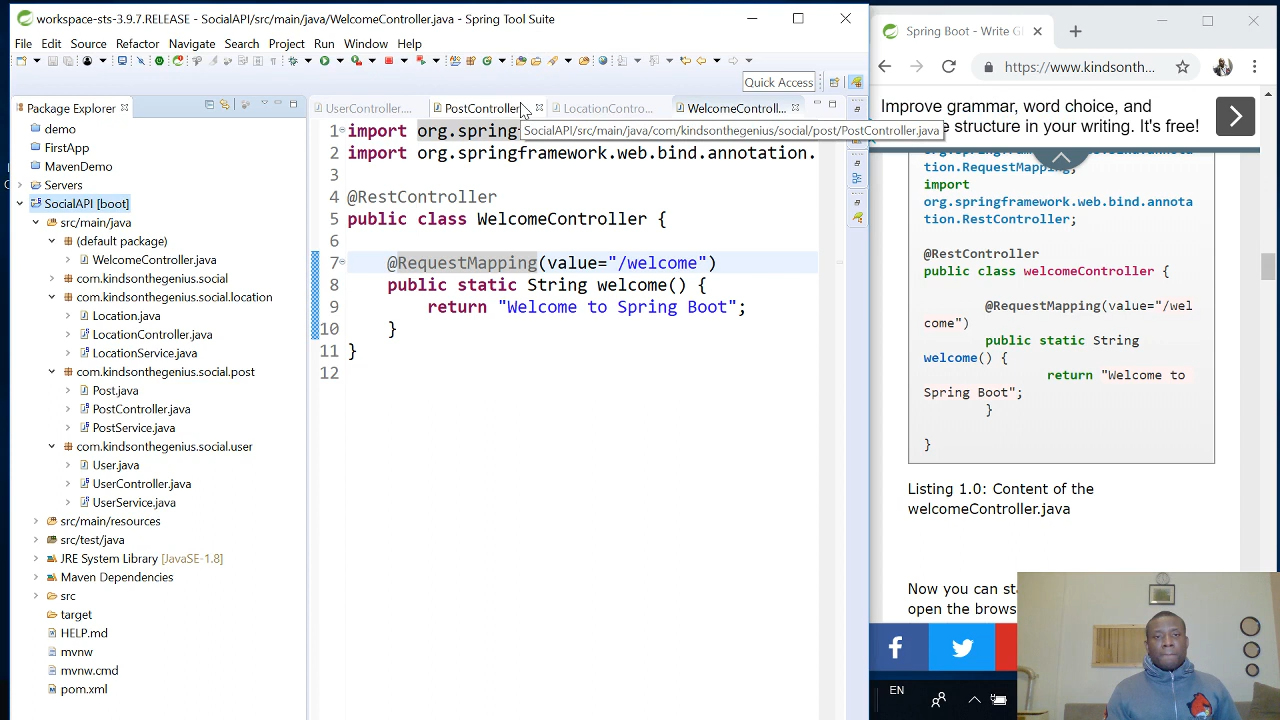 workspace-sts-3.9.7.RELEASE - SocialAPI/src/main/java/WelcomeController.java - Spring Tool Suite
File Edit Source Refactor Navigate Search Project Run Window Help
Quick Access
Package Explorer
demo
FirstApp
MavenDemo
Servers
SocialAPI [boot]
src/main/java
(default package)
WelcomeController.java
com.kindsonthegenius.social
com.kindsonthegenius.social.location
Location.java
LocationController.java
LocationService.java
com.kindsonthegenius.social.post
Post.java
PostController.java
PostService.java
com.kindsonthegenius.social.user
User.java
UserController.java
UserService.java
src/main/resources
src/test/java
JRE System Library [JavaSE-1.8]
Maven Dependencies
src
target
HELP.md
mvnw
mvnw.cmd
pom.xml
UserController.... PostController LocationContro... WelcomeControll...
SocialAPI/src/main/java/com/kindsonthegenius/social/post/PostController.java
1 import org.spring
2 import org.springframework.web.bind.annotation.
3
4 @RestController
5 public class WelcomeController {
6
7 @RequestMapping(value="/welcome")
8 public static String welcome() {
9 return "Welcome to Spring Boot";
10 }
11 }
12
Spring Boot - Write G
https://www.kindsonth...
Improve grammar, word choice, and
e structure in your writing. It's free!
org.springframework.web.bind.annota
tion.RequestMapping;
import
org.springframework.web.bind.annota
tion.RestController;
@RestController
public class welcomeController {
@RequestMapping(value="/wel
come")
public static String
welcome() {
return "Welcome to
Spring Boot";
}
}
Listing 1.0: Content of the
welcomeController.java
Now you can sta
open the brows
EN